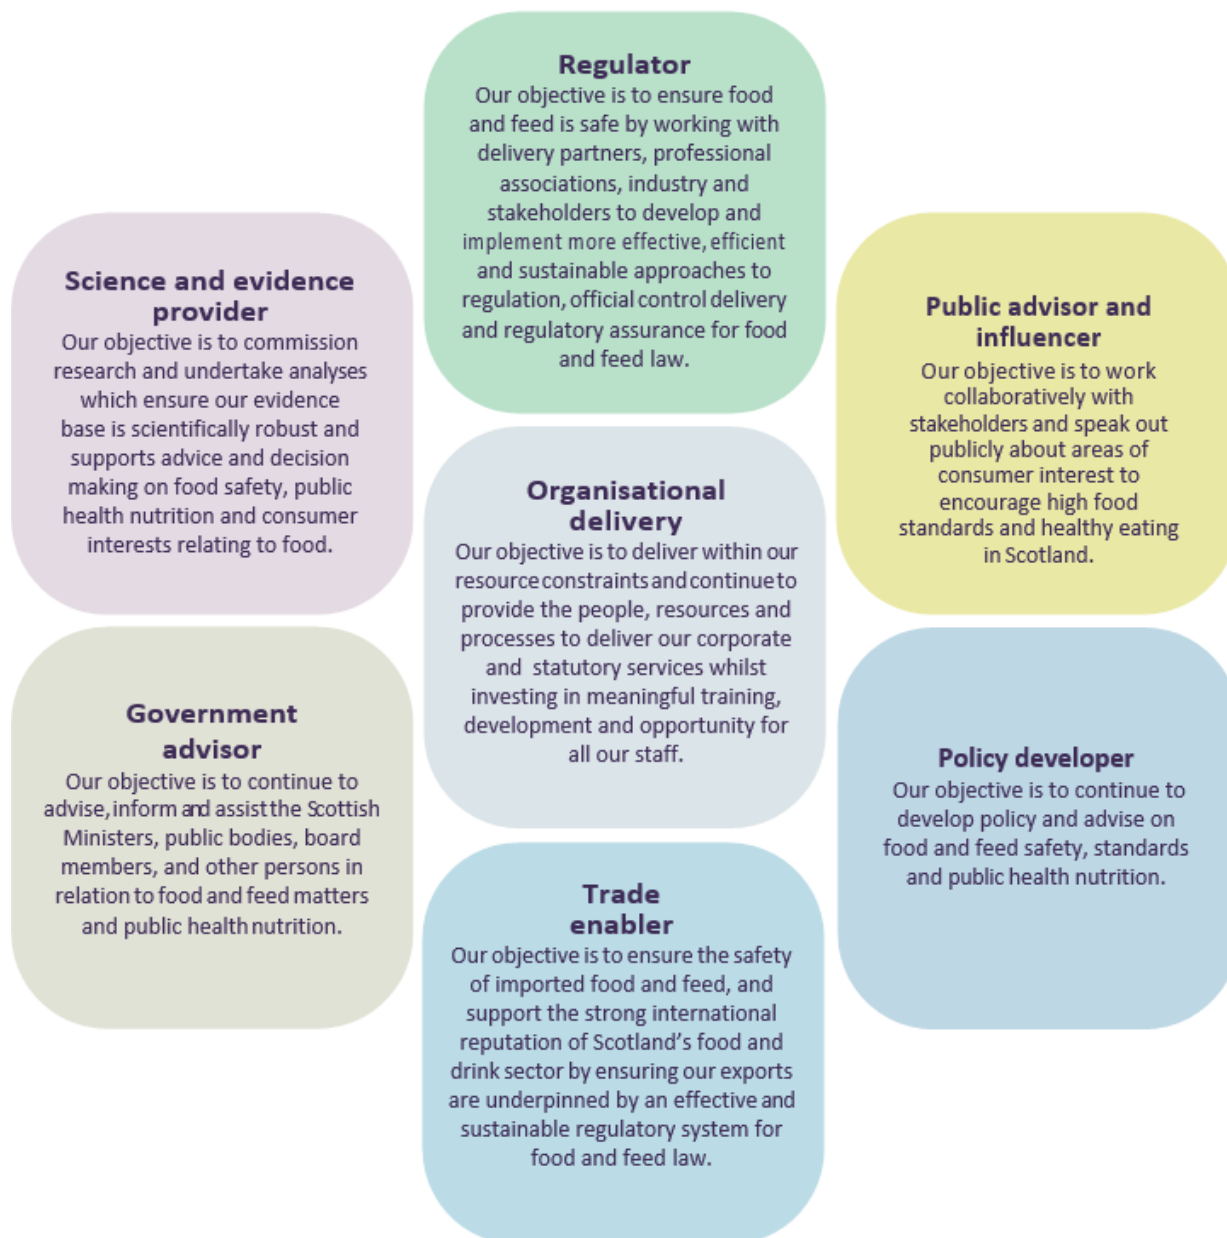 Regulator
Our objective is to ensure food
and feed is safe by working with
delivery partners, professional
associations, industry and
stakeholders to develop and
implement more effective, efficient
and sustainable approaches to
regulation, official control delivery
and regulatory assurance for food
and feed law.
Science and evidence
provider
Our objective is to commission
research and undertake analyses
which ensure our evidence
base is scientifically robust and
supports advice and decision
making on food safety, public
health nutrition and consumer
interests relating to food.
Public advisor and
influencer
Our objective is to work
collaboratively with
stakeholders and speak out
publicly about areas of
consumer interest to
encourage high food
standards and healthy eating
in Scotland.
Organisational
delivery
Our objective is to deliver within our
resource constraints and continue to
provide the people, resources and
processes to deliver our corporate
and statutory services whilst
investing in meaningful training,
development and opportunity for
all our staff.
Government
advisor
Our objective is to continue to
advise, inform and assist the Scottish
Ministers, public bodies, board
members, and other persons in
relation to food and feed matters
and public health nutrition.
Policy developer
Our objective is to continue to
develop policy and advise on
food and feed safety, standards
and public health nutrition.
Trade
enabler
Our objective is to ensure the safety
of imported food and feed, and
support the strong international
reputation of Scotland's food and
drink sector by ensuring our exports
are underpinned by an effective and
sustainable regulatory system for
food and feed law.